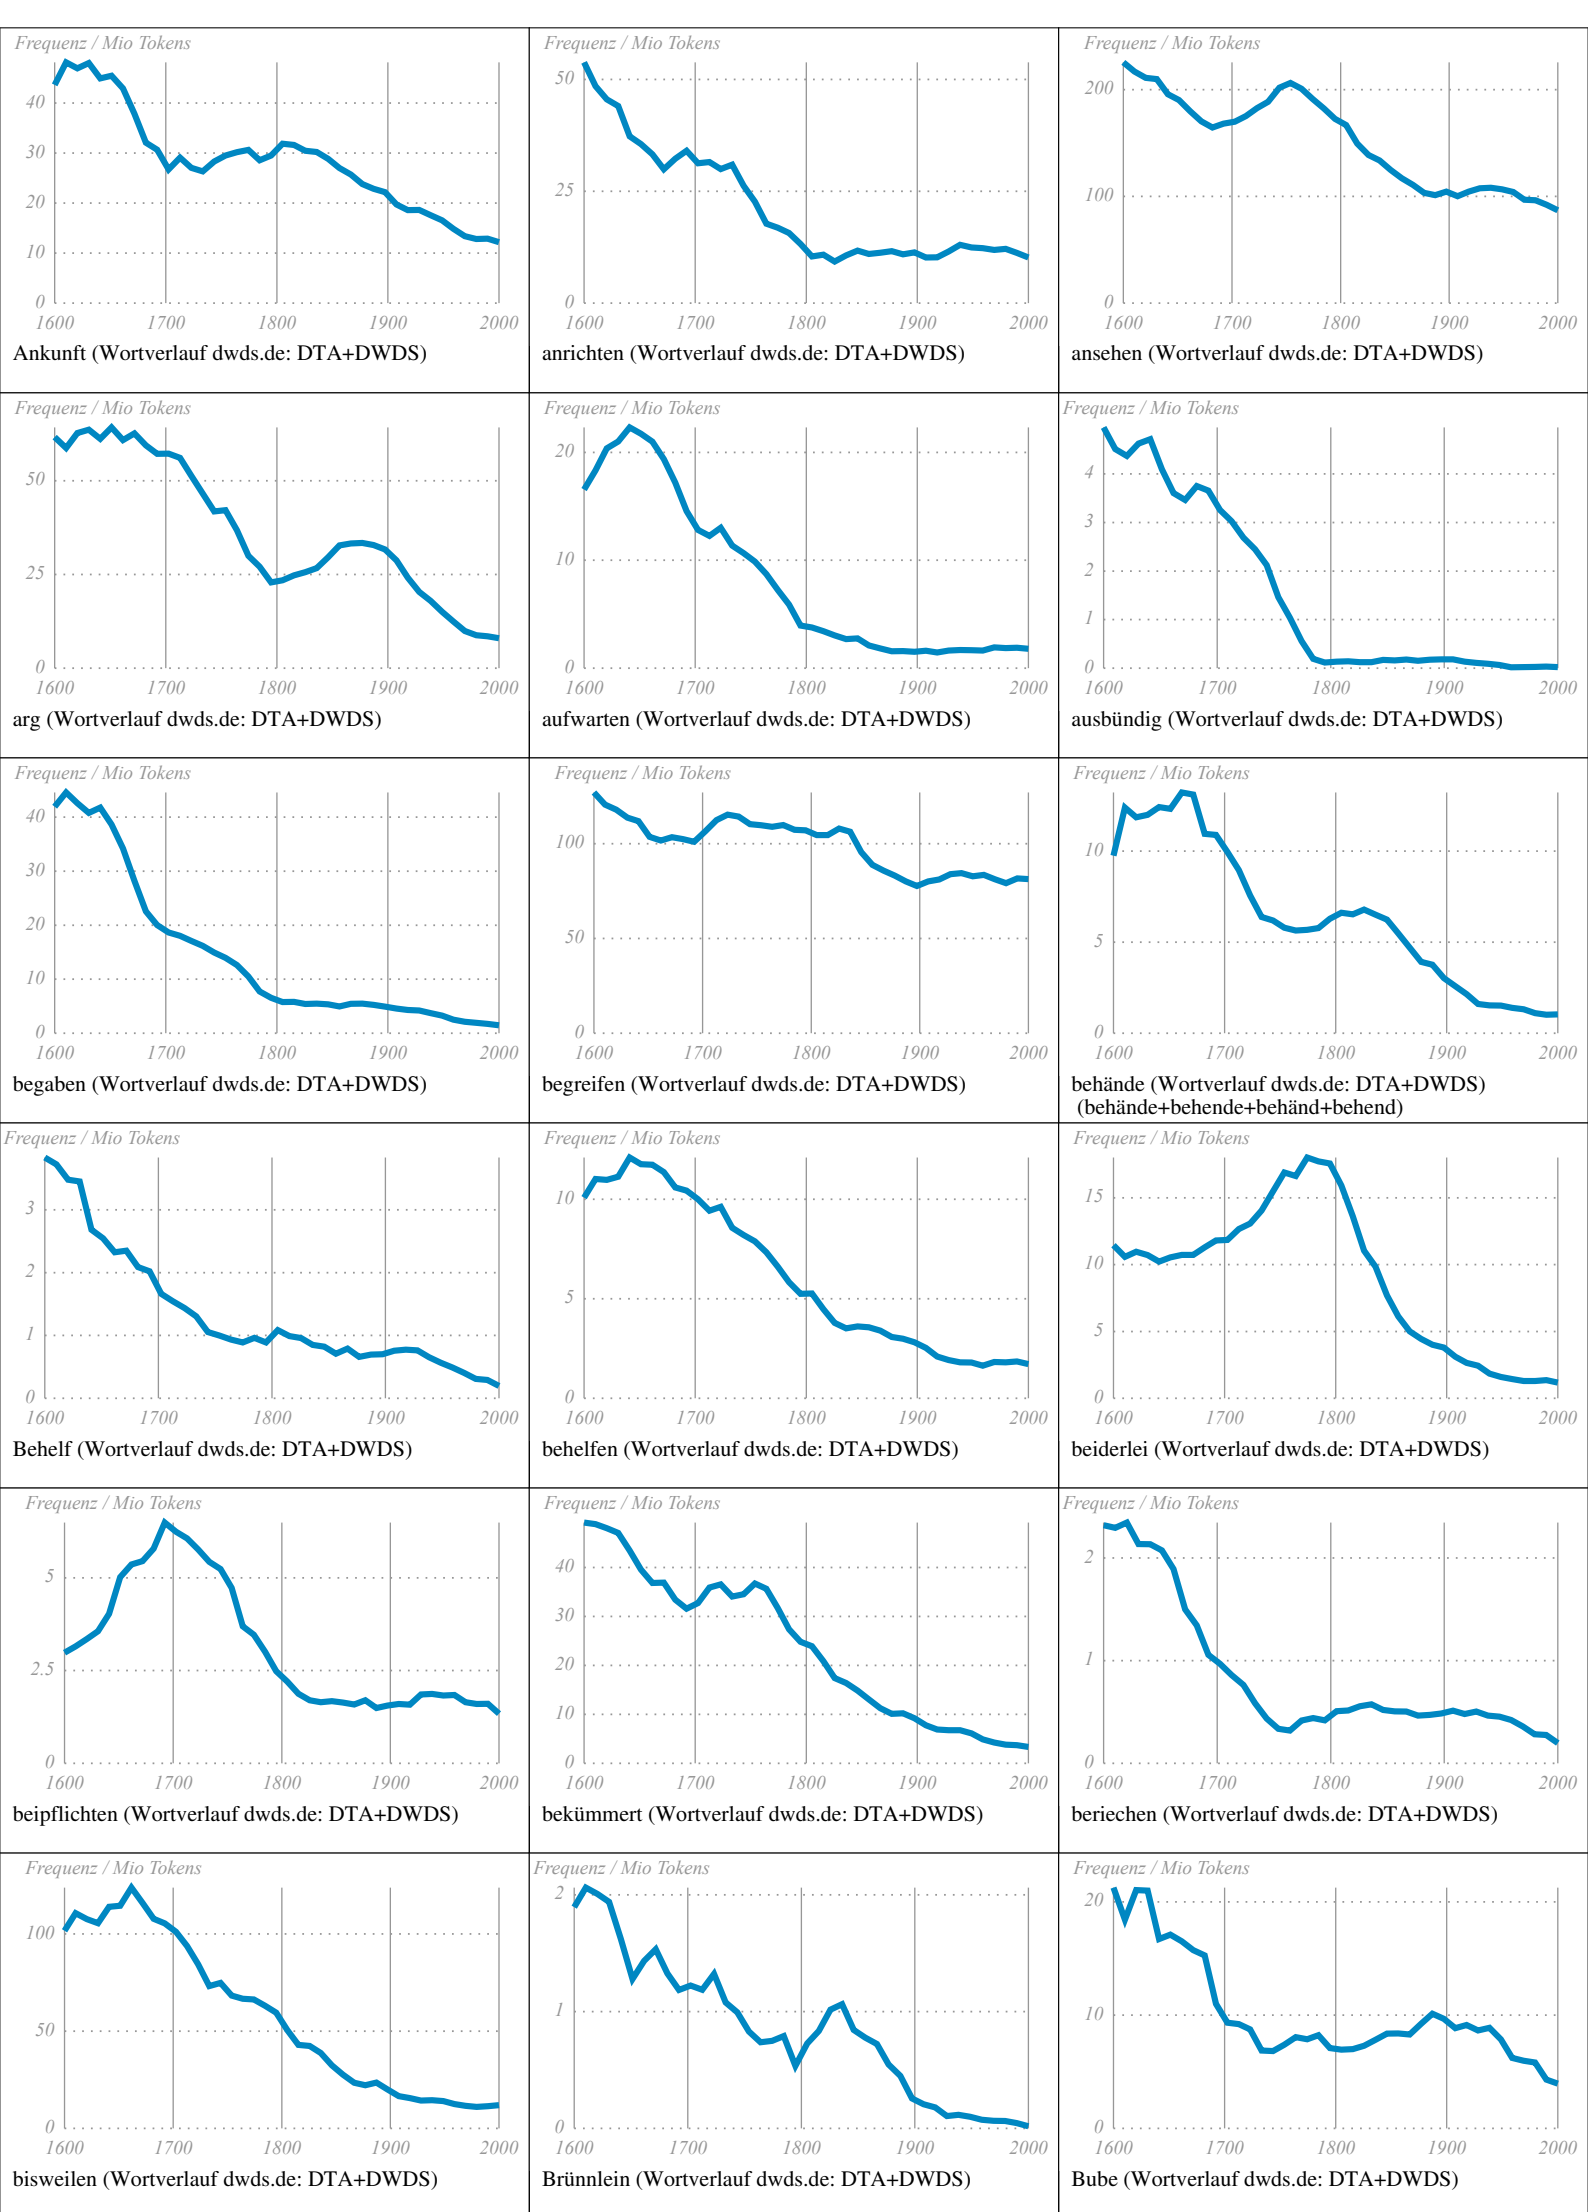 Frequenz / Mio Tokens
40
30
20
10
0
1600 1700 1800 1900 2000
Ankunft (Wortverlauf dwds.de: DTA+DWDS)
Frequenz / Mio Tokens
50
25
0
1600 1700 1800 1900 2000
anrichten (Wortverlauf dwds.de: DTA+DWDS)
Frequenz / Mio Tokens
200
100
0
1600 1700 1800 1900 2000
ansehen (Wortverlauf dwds.de: DTA+DWDS)
Frequenz / Mio Tokens
50
25
0
1600 1700 1800 1900 2000
arg (Wortverlauf dwds.de: DTA+DWDS)
Frequenz / Mio Tokens
20
10
0
1600 1700 1800 1900 2000
aufwarten (Wortverlauf dwds.de: DTA+DWDS)
Frequenz / Mio Tokens
4
3
2
1
0
1600 1700 1800 1900 2000
ausbündig (Wortverlauf dwds.de: DTA+DWDS)
Frequenz / Mio Tokens
40
30
20
10
0
1600 1700 1800 1900 2000
begaben (Wortverlauf dwds.de: DTA+DWDS)
Frequenz / Mio Tokens
100
50
0
1600 1700 1800 1900 2000
begreifen (Wortverlauf dwds.de: DTA+DWDS)
Frequenz / Mio Tokens
10
5
0
1600 1700 1800 1900 2000
behände (Wortverlauf dwds.de: DTA+DWDS)
(behände+behende+behänd+behend)
Frequenz / Mio Tokens
3
2
1
0
1600 1700 1800 1900 2000
Behelf (Wortverlauf dwds.de: DTA+DWDS)
Frequenz / Mio Tokens
10
5
0
1600 1700 1800 1900 2000
behelfen (Wortverlauf dwds.de: DTA+DWDS)
Frequenz / Mio Tokens
15
10
5
0
1600 1700 1800 1900 2000
beiderlei (Wortverlauf dwds.de: DTA+DWDS)
Frequenz / Mio Tokens
5
2.5
0
1600 1700 1800 1900 2000
beipflichten (Wortverlauf dwds.de: DTA+DWDS)
Frequenz / Mio Tokens
40
30
20
10
0
1600 1700 1800 1900 2000
bekümmert (Wortverlauf dwds.de: DTA+DWDS)
Frequenz / Mio Tokens
2
1
0
1600 1700 1800 1900 2000
beriechen (Wortverlauf dwds.de: DTA+DWDS)
Frequenz / Mio Tokens
100
50
0
1600 1700 1800 1900 2000
bisweilen (Wortverlauf dwds.de: DTA+DWDS)
Frequenz / Mio Tokens
2
1
0
1600 1700 1800 1900 2000
Brünnlein (Wortverlauf dwds.de: DTA+DWDS)
Frequenz / Mio Tokens
20
10
0
1600 1700 1800 1900 2000
Bube (Wortverlauf dwds.de: DTA+DWDS)